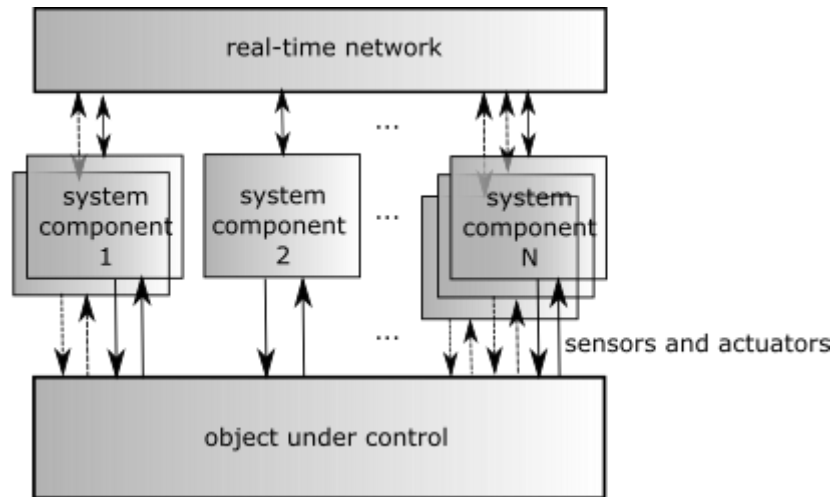 real-time network
...
system
component
1
system
component
2
...
system
component
N
...
sensors and actuators
object under control